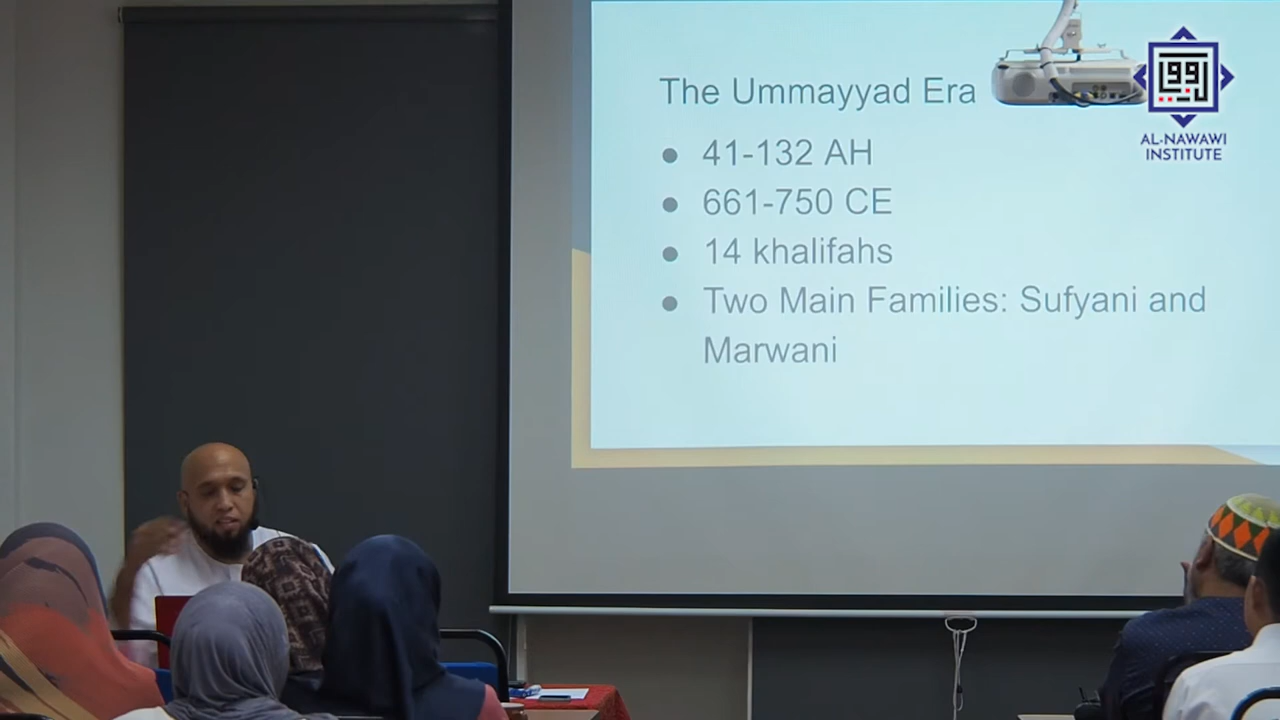 The Ummayyad Era
● 41-132 AH
● 661-750 CE
● 14 khalifahs
● Two Main Families: Sufyani and
Marwani
AL-NAWAWI
INSTITUTE